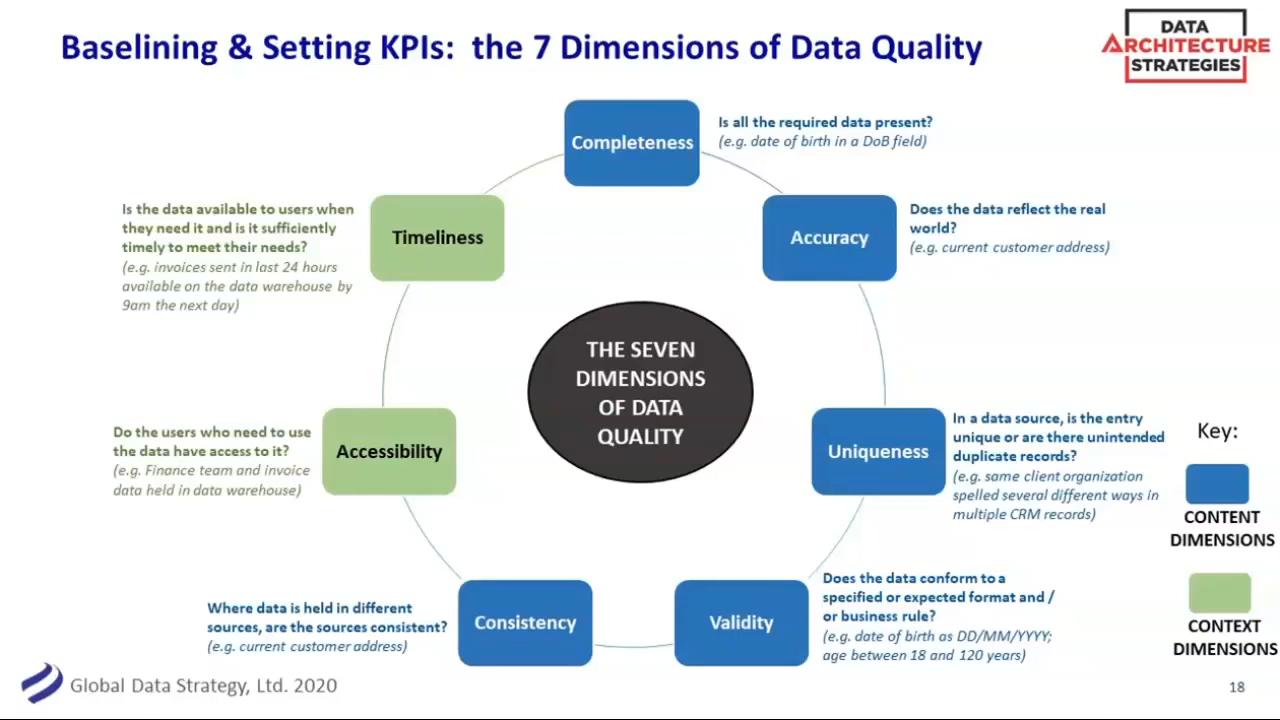 Baselining & Setting KPIs:  the 7 Dimensions of Data Quality
DATA
ARCHITECTURE
STRATEGIES
Completeness
Is all the required data present?
(e.g. date of birth in a DoB field)
Accuracy
Does the data reflect the real
world?
(e.g. current customer address)
Uniqueness
In a data source, is the entry
unique or are there unintended
duplicate records?
(e.g. same client organization
spelled several different ways in
multiple CRM records)
Validity
Does the data conform to a
specified or expected format and /
or business rule?
(e.g. date of birth as DD/MM/YYYY;
age between 18 and 120 years)
Consistency
Where data is held in different
sources, are the sources consistent?
(e.g. current customer address)
Accessibility
Do the users who need to use
the data have access to it?
(e.g. Finance team and invoice
data held in data warehouse)
Timeliness
Is the data available to users when
they need it and is it sufficiently
timely to meet their needs?
(e.g. invoices sent in last 24 hours
available on the data warehouse by
9am the next day)
THE SEVEN
DIMENSIONS
OF DATA
QUALITY
Key:
CONTENT
DIMENSIONS
CONTEXT
DIMENSIONS
Global Data Strategy, Ltd. 2020
18